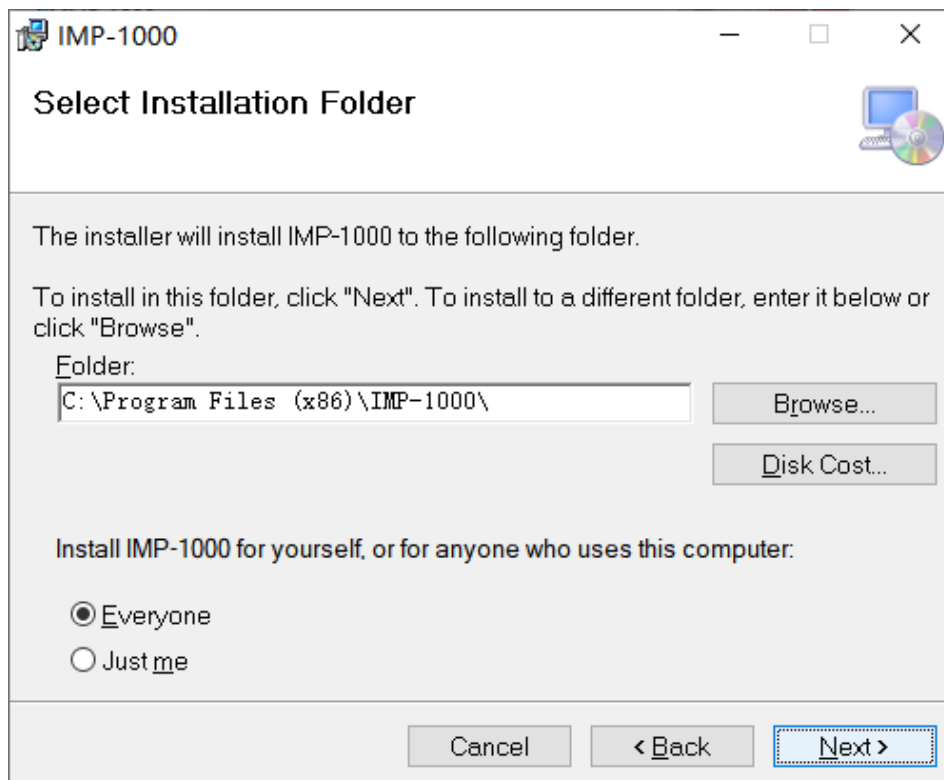 IMP-1000
Select Installation Folder
The installer will install IMP-1000 to the following folder.
To install in this folder, click "Next". To install to a different folder, enter it below or
click "Browse".
Folder:
C:\Program Files (x86)\IMP-1000\
Browse...
Disk Cost...
Install IMP-1000 for yourself, or for anyone who uses this computer:
Everyone
Just me
Cancel
< Back
Next >